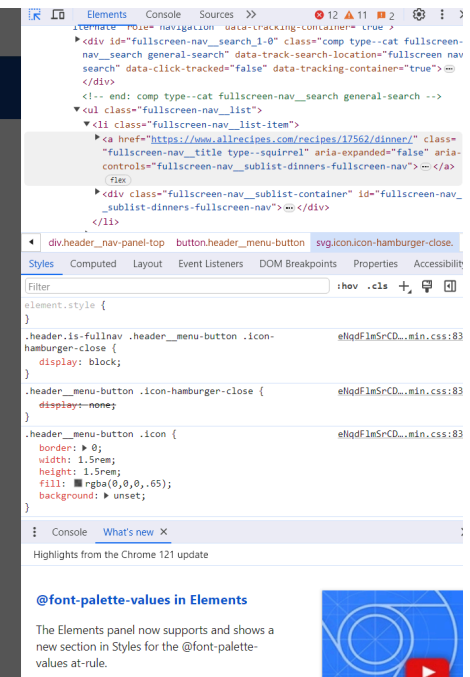 Elements Console Sources 12 11 2
iternate" role="navigation" data-tracking-container="true">
<div id="fullscreen-nav__search_1-0" class="comp type--cat fullscreen-
nav__search general-search" data-track-search-location="fullscreen nav
search" data-click-tracked="false" data-tracking-container="true">
</div>
<!-- end: comp type--cat fullscreen-nav__search general-search -->
<ul class="fullscreen-nav__list">
<li class="fullscreen-nav__list-item">
<a href="https://www.allrecipes.com/recipes/17562/dinner/" class=
"fullscreen-nav__title type--squirrel" aria-expanded="false" aria-
controls="fullscreen-nav__sublist-dinners-fullscreen-nav"> … </a>
flex
<div class="fullscreen-nav__sublist-container" id="fullscreen-nav_
_sublist-dinners-fullscreen-nav"> … </div>
</li>
div.header__nav-panel-top button.header__menu-button svg.icon.icon-hamburger-close.
Styles Computed Layout Event Listeners DOM Breakpoints Properties Accessibility
Filter :hov .cls
element.style {
}
.header.is-fullnav .header__menu-button .icon- eNqdFlmSrCD….min.css:83
hamburger-close {
display: block;
}
.header__menu-button .icon-hamburger-close { eNqdFlmSrCD….min.css:83
display: none;
}
.header__menu-button .icon { eNqdFlmSrCD….min.css:83
border: 0;
width: 1.5rem;
height: 1.5rem;
fill: rgba(0,0,0,.65);
background: unset;
}
Console What's new
Highlights from the Chrome 121 update
@font-palette-values in Elements
The Elements panel now supports and shows a
new section in Styles for the @font-palette-
values at-rule.